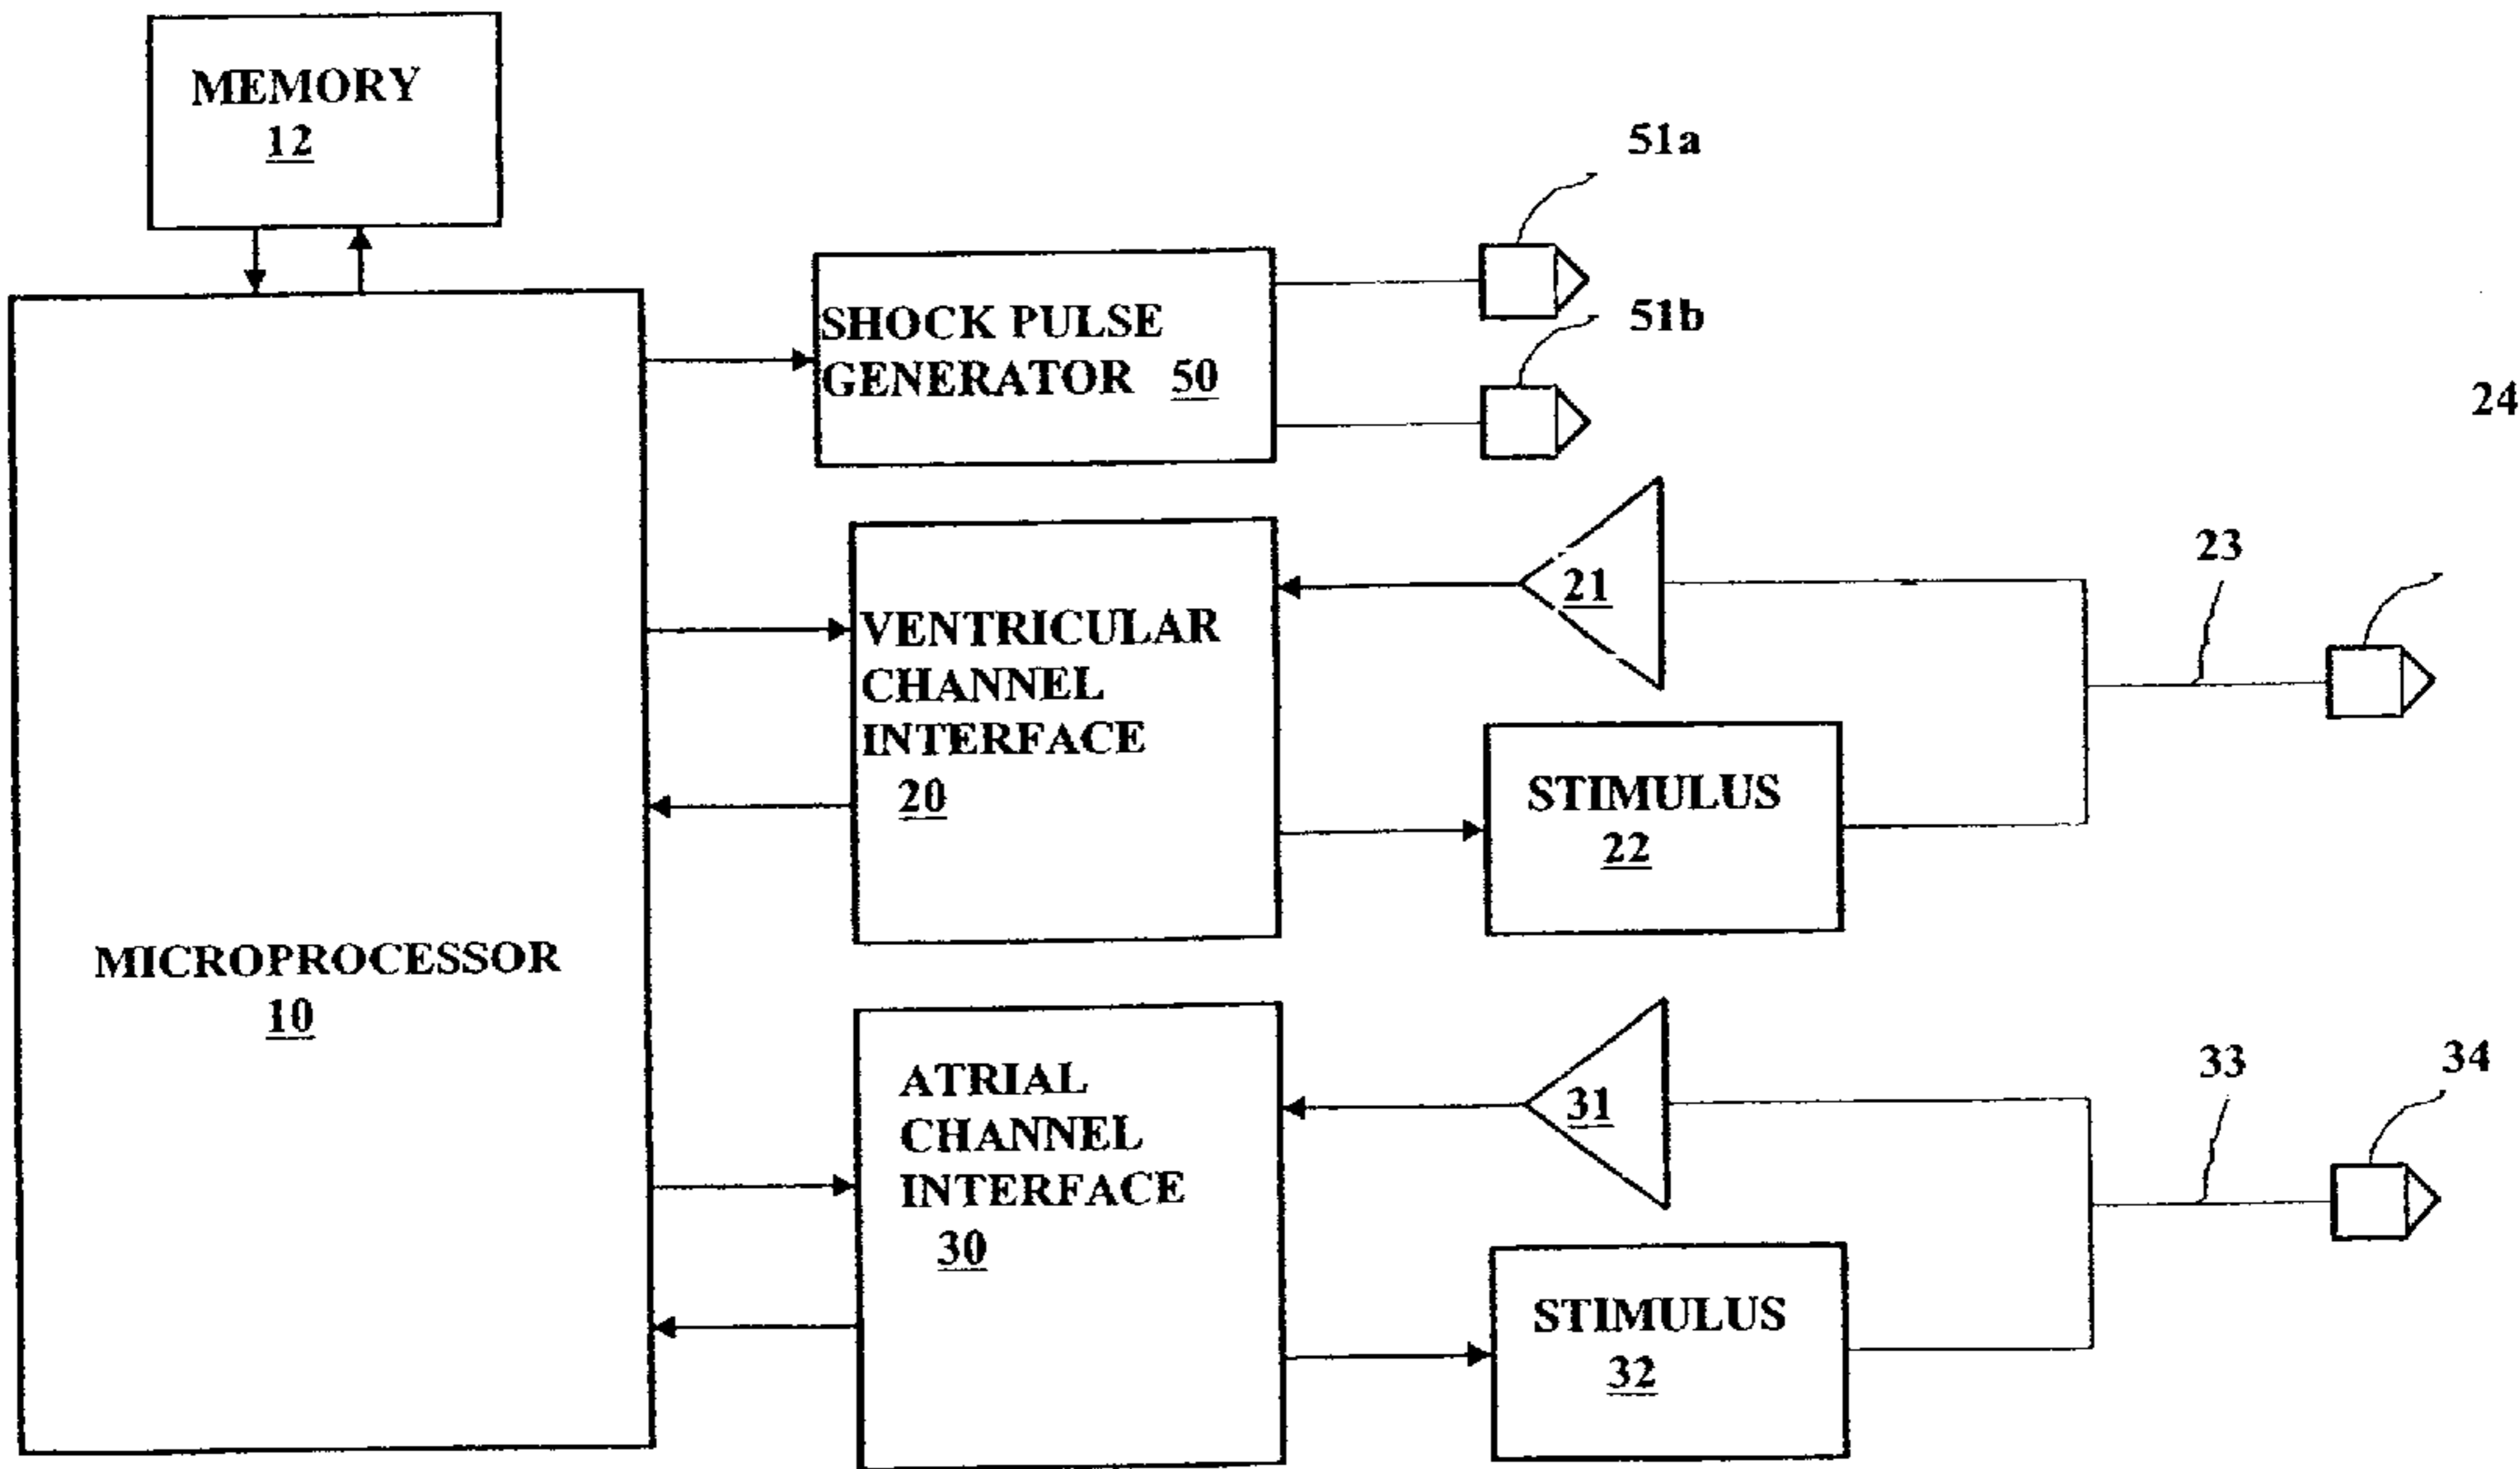 MEMORY
12
51a
SHOCK PULSE
GENERATOR 50
51b
24
21
23
VENTRICULAR
CHANNEL
INTERFACE
20
STIMULUS
22
MICROPROCESSOR
10
ATRIAL
CHANNEL
INTERFACE
30
31
33
34
STIMULUS
32